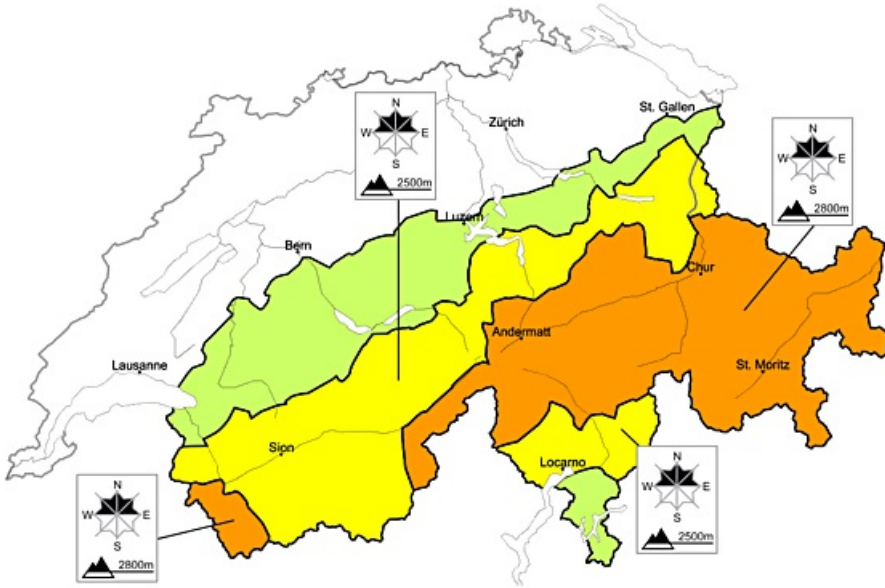 St. Gallen
Zürich
N
W E
S
2500m
N
W E
S
2800m
Luzern
Bern
Chur
Andermatt
Lausanne
St. Moritz
Sion
Locarno
N
W E
S
2500m
N
W E
S
2800m